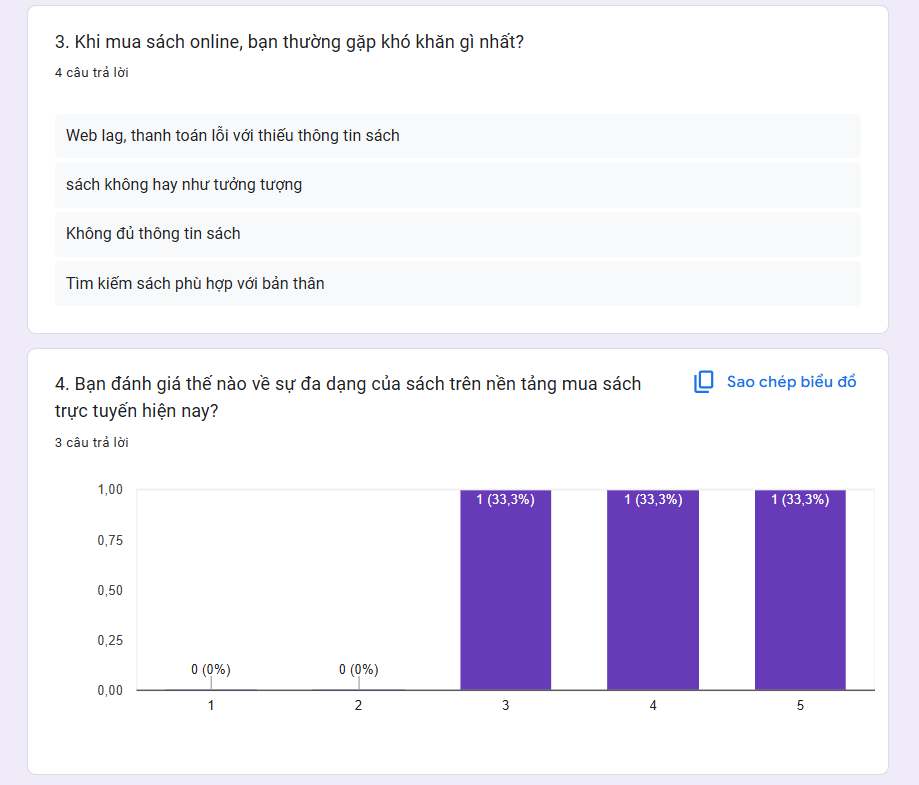 3. Khi mua sách online, bạn thường gặp khó khăn gì nhất?
4 câu trả lời
Web lag, thanh toán lỗi với thiếu thông tin sách
sách không hay như tưởng tượng
Không đủ thông tin sách
Tìm kiếm sách phù hợp với bản thân
4. Bạn đánh giá thế nào về sự đa dạng của sách trên nền tảng mua sách
trực tuyến hiện nay?
Sao chép biểu đồ
3 câu trả lời
1,00
0,75
0,50
0,25
0,00
0 (0%)
0 (0%)
1 (33,3%)
1 (33,3%)
1 (33,3%)
1
2
3
4
5